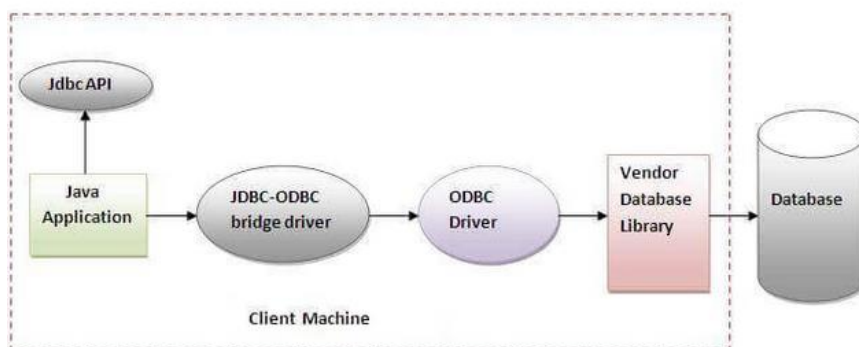 Jdbc API
Java
Application
JDBC-ODBC
bridge driver
ODBC
Driver
Vendor
Database
Library
Database
Client Machine